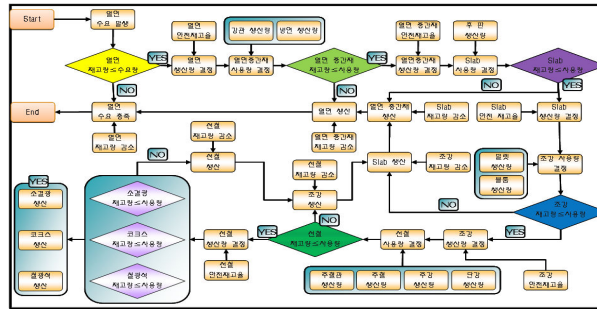 Start
열연
수요 발생
열연
재고량≤수요량
YES
NO
열연
안전재고율
열연
생산량 결정
강관 생산량
냉연 생산량
열연중간재
사용량 결정
열연 중간재
재고량≤사용량
YES
NO
열연 중간재
안전재고율
열연 중간재
생산량 결정
후 판
생산량
Slab
사용량 결정
Slab
재고량≤사용량
NO
YES
End
열연
수요 충족
열연
재고량 감소
열연 생산
열연 중간재
재고량 감소
열연 중간재
생산
Slab
재고량 감소
Slab
안전 재고율
Slab
생산량 결정
선철
재고량 감소
선철
생산
NO
선철
재고량 감소
조강
생산
Slab 생산
조강
재고량 감소
빌렛
생산량
블룸
생산량
조강 사용량
결정
조강
재고량≤사용량
NO
YES
YES
소결광
생산
코크스
생산
철광석
생산
소결광
재고량≤사용량
코크스
재고량≤사용량
철광석
재고량≤사용량
선철
생산량 결정
선철
안전재고율
YES
NO
선철
재고량≤사용량
선철
사용량 결정
조강
생산량 결정
주철관
생산량
주철
생산량
주강
생산량
단강
생산량
조강
안전재고율